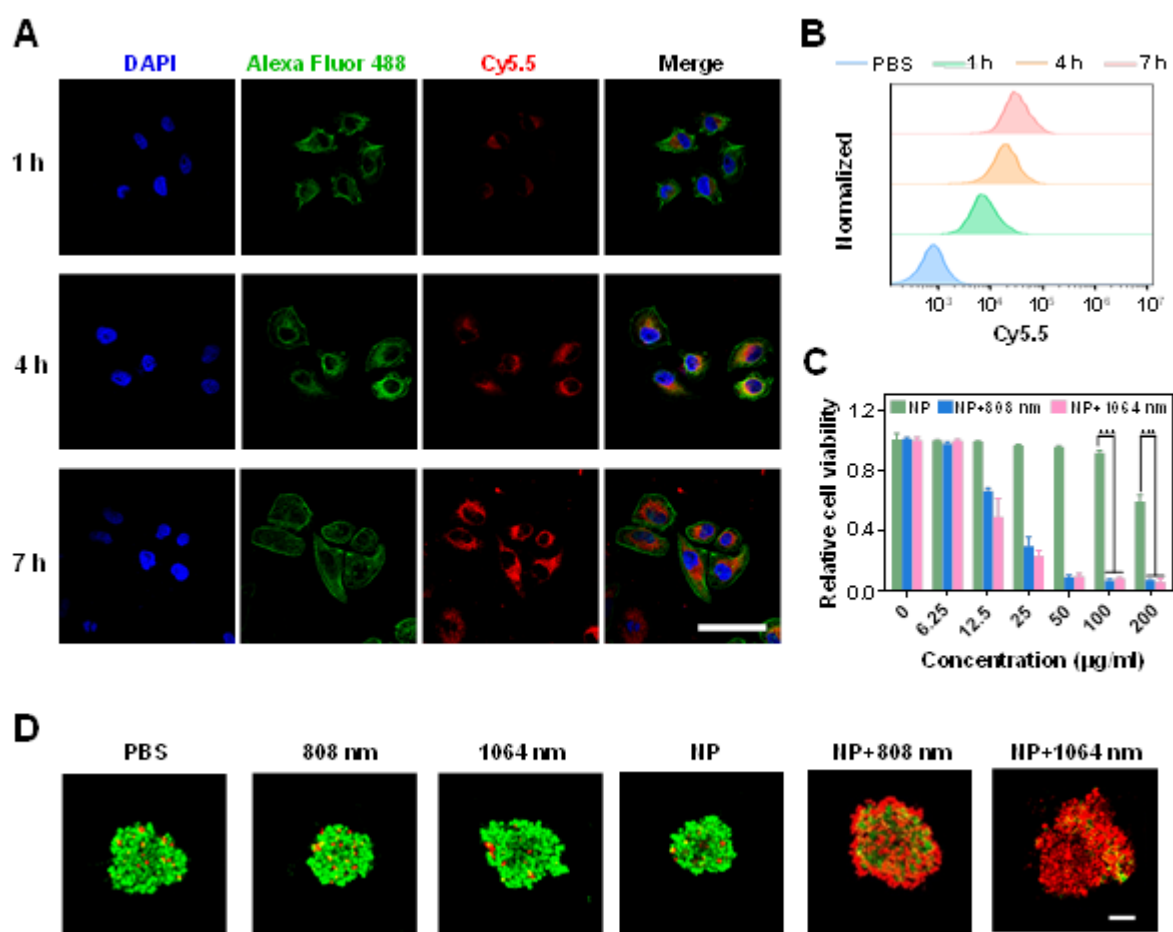 A
DAPI Alexa Fluor 488 Cy5.5 Merge
1 h
4 h
7 h
B
PBS 1 h 4 h 7 h
Normalized
10³ 10⁴ 10⁵ 10⁶ 10⁷
Cy5.5
C
NP NP+808 nm NP+1064 nm
*** ***
Relative cell viability
1.2
0.8
0.4
0.0
0 6.25 12.5 25 50 100 200
Concentration (µg/ml)
D
PBS 808 nm 1064 nm NP NP+808 nm NP+1064 nm